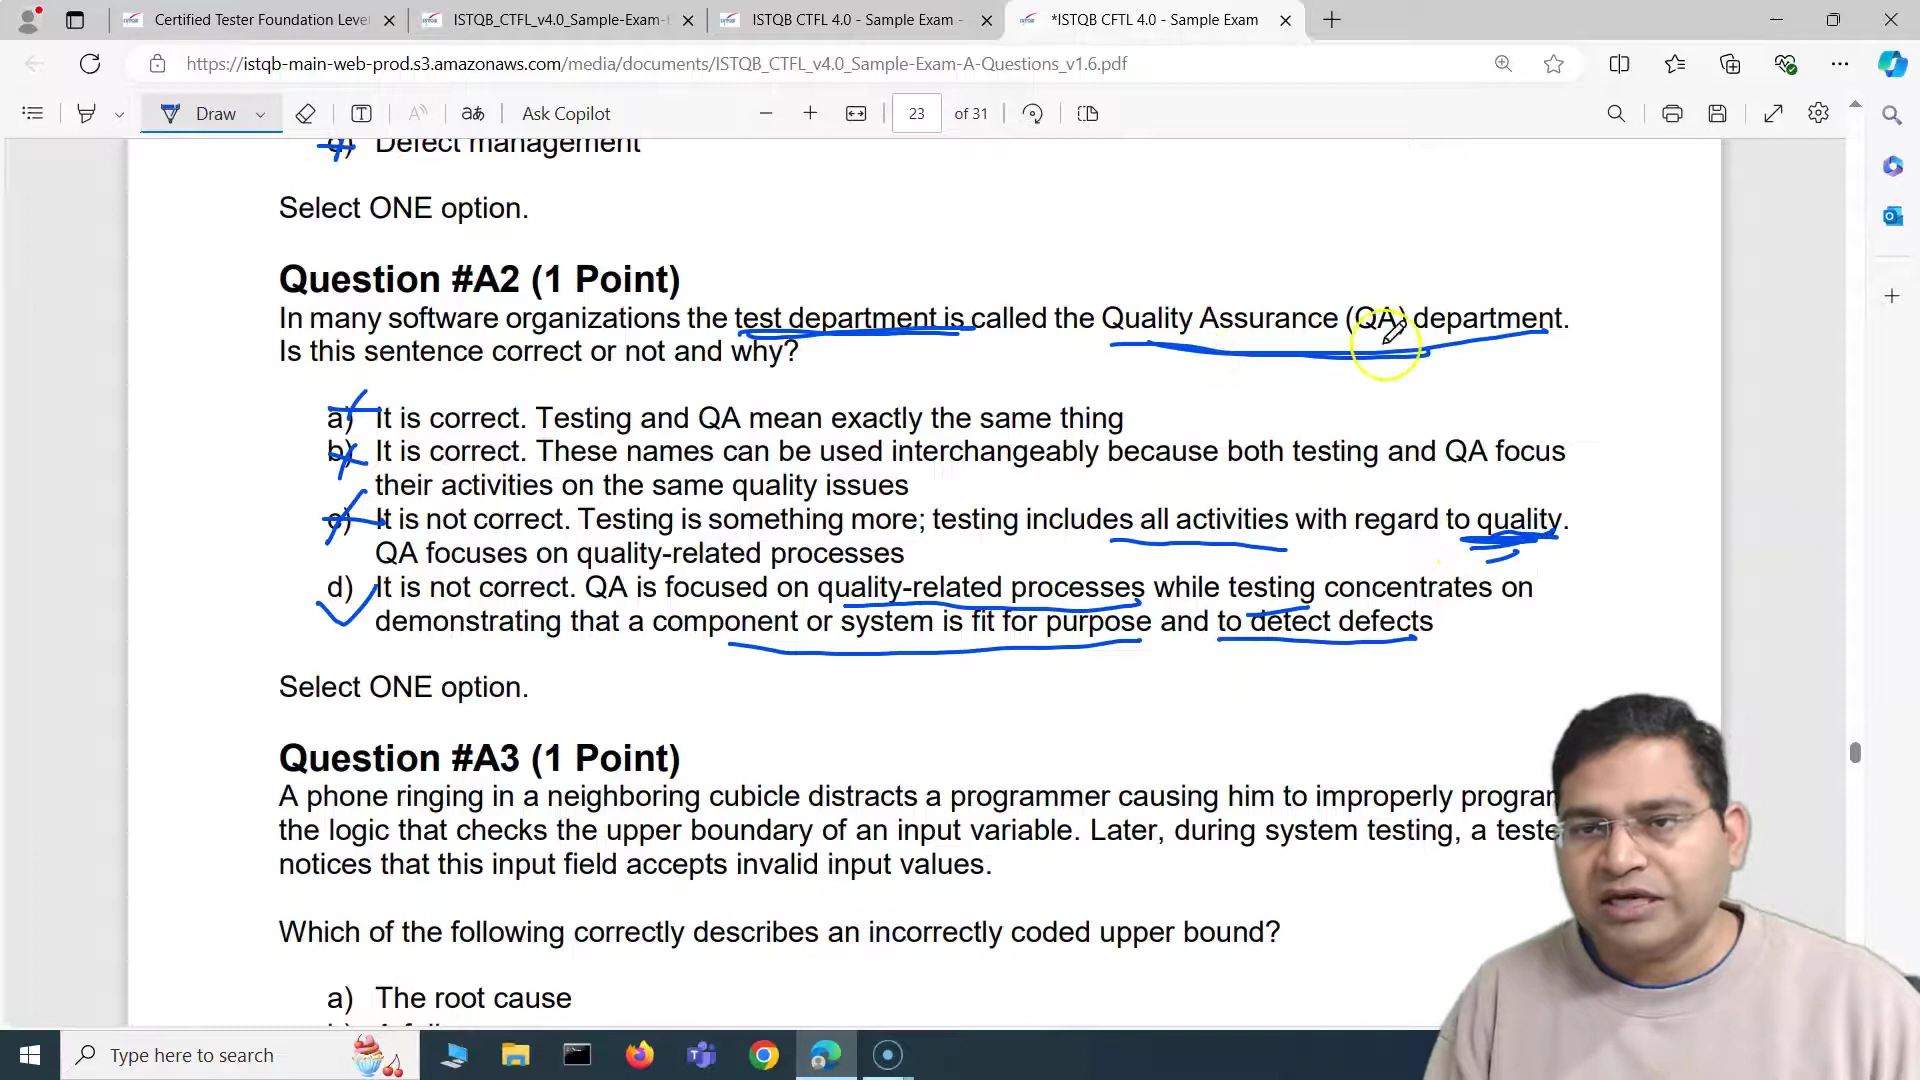 Certified Tester Foundation Leve
ISTQB_CTFL_v4.0_Sample-Exam-
ISTQB CTFL 4.0 - Sample Exam -
*ISTQB CFTL 4.0 - Sample Exam
https://istqb-main-web-prod.s3.amazonaws.com/media/documents/ISTQB_CTFL_v4.0_Sample-Exam-A-Questions_v1.6.pdf
Draw
Ask Copilot
23 of 31
d) Defect management
Select ONE option.
Question #A2 (1 Point)
In many software organizations the test department is called the Quality Assurance (QA) department.
Is this sentence correct or not and why?
a) It is correct. Testing and QA mean exactly the same thing
b) It is correct. These names can be used interchangeably because both testing and QA focus
their activities on the same quality issues
c) It is not correct. Testing is something more; testing includes all activities with regard to quality.
QA focuses on quality-related processes
d) It is not correct. QA is focused on quality-related processes while testing concentrates on
demonstrating that a component or system is fit for purpose and to detect defects
Select ONE option.
Question #A3 (1 Point)
A phone ringing in a neighboring cubicle distracts a programmer causing him to improperly program
the logic that checks the upper boundary of an input variable. Later, during system testing, a teste
notices that this input field accepts invalid input values.
Which of the following correctly describes an incorrectly coded upper bound?
a) The root cause
Type here to search